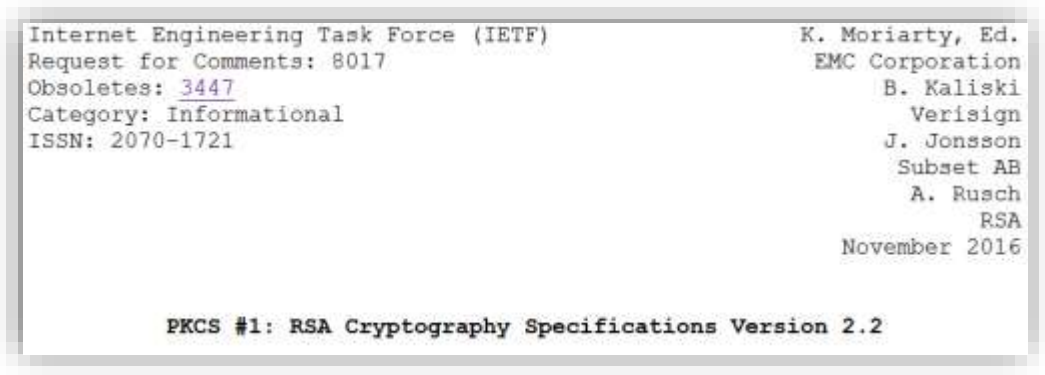 Internet Engineering Task Force (IETF) K. Moriarty, Ed.
Request for Comments: 8017 EMC Corporation
Obsoletes: 3447 B. Kaliski
Category: Informational Verisign
ISSN: 2070-1721 J. Jonsson
Subset AB
A. Rusch
RSA
November 2016
PKCS #1: RSA Cryptography Specifications Version 2.2